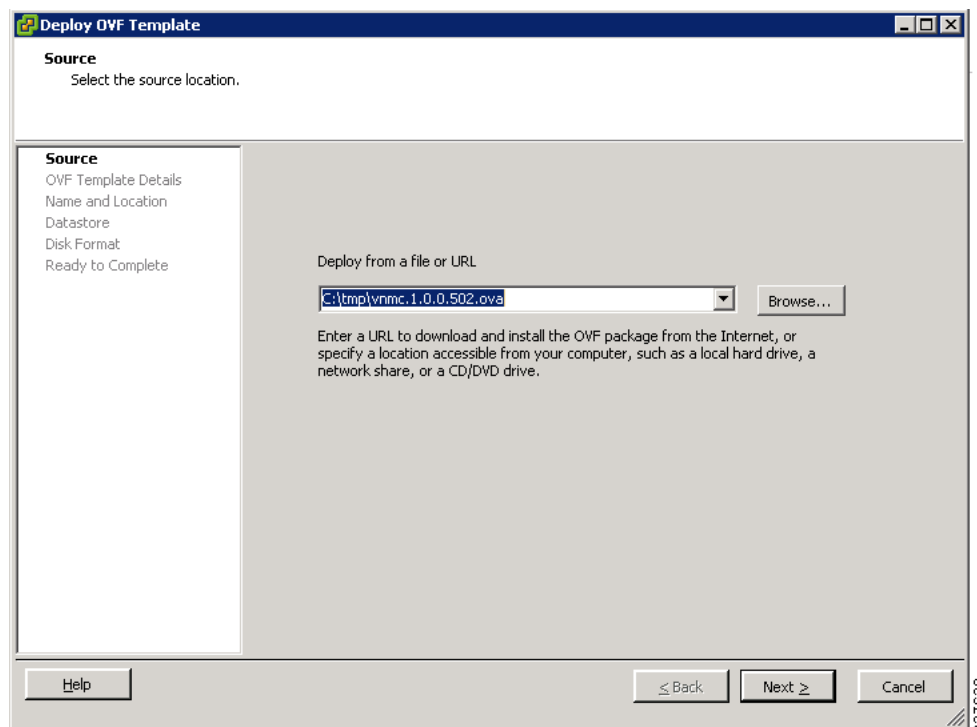 Deploy OVF Template
Source
Select the source location.
Source
OVF Template Details
Name and Location
Datastore
Disk Format
Ready to Complete
Deploy from a file or URL
C:\tmp\vnmc.1.0.0.502.ova
Browse...
Enter a URL to download and install the OVF package from the Internet, or
specify a location accessible from your computer, such as a local hard drive, a
network share, or a CD/DVD drive.
Help
≤ Back
Next ≥
Cancel